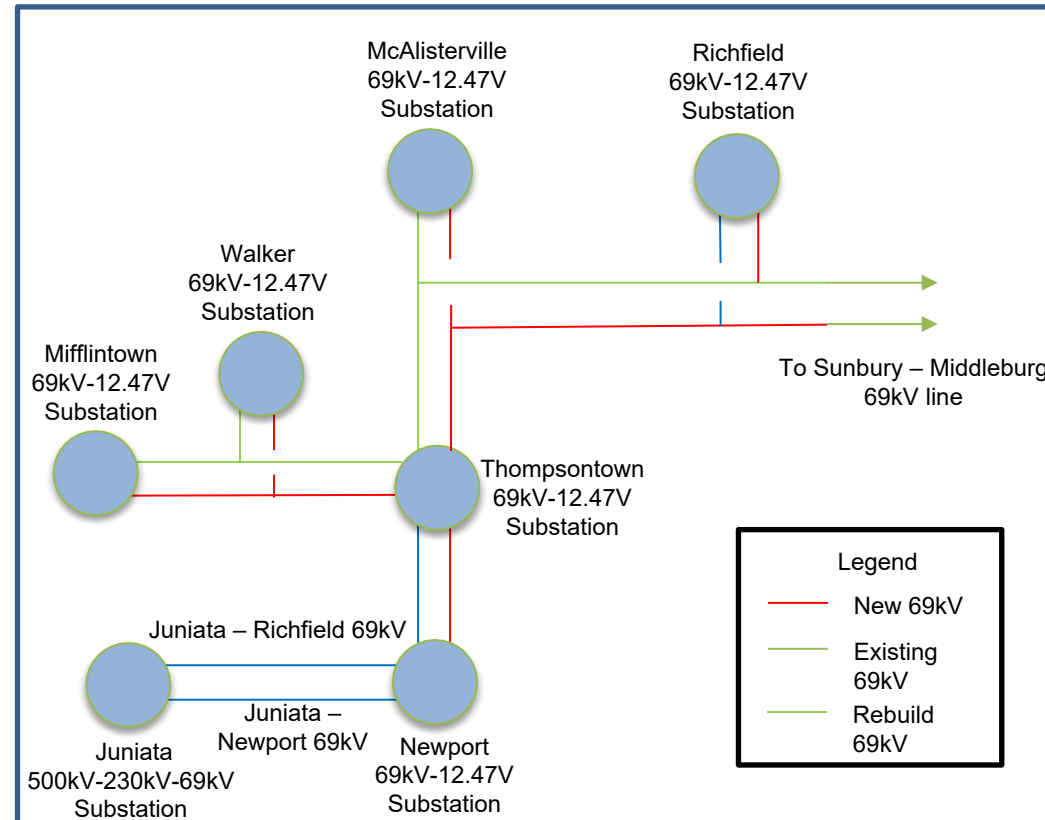 McAlisterville
69kV-12.47V
Substation
Richfield
69kV-12.47V
Substation
Walker
69kV-12.47V
Substation
Mifflintown
69kV-12.47V
Substation
To Sunbury – Middleburg
69kV line
Thompsontown
69kV-12.47V
Substation
Juniata – Richfield 69kV
Juniata –
Newport 69kV
Juniata
500kV-230kV-69kV
Substation
Newport
69kV-12.47V
Substation
Legend
New 69kV
Existing
69kV
Rebuild
69kV